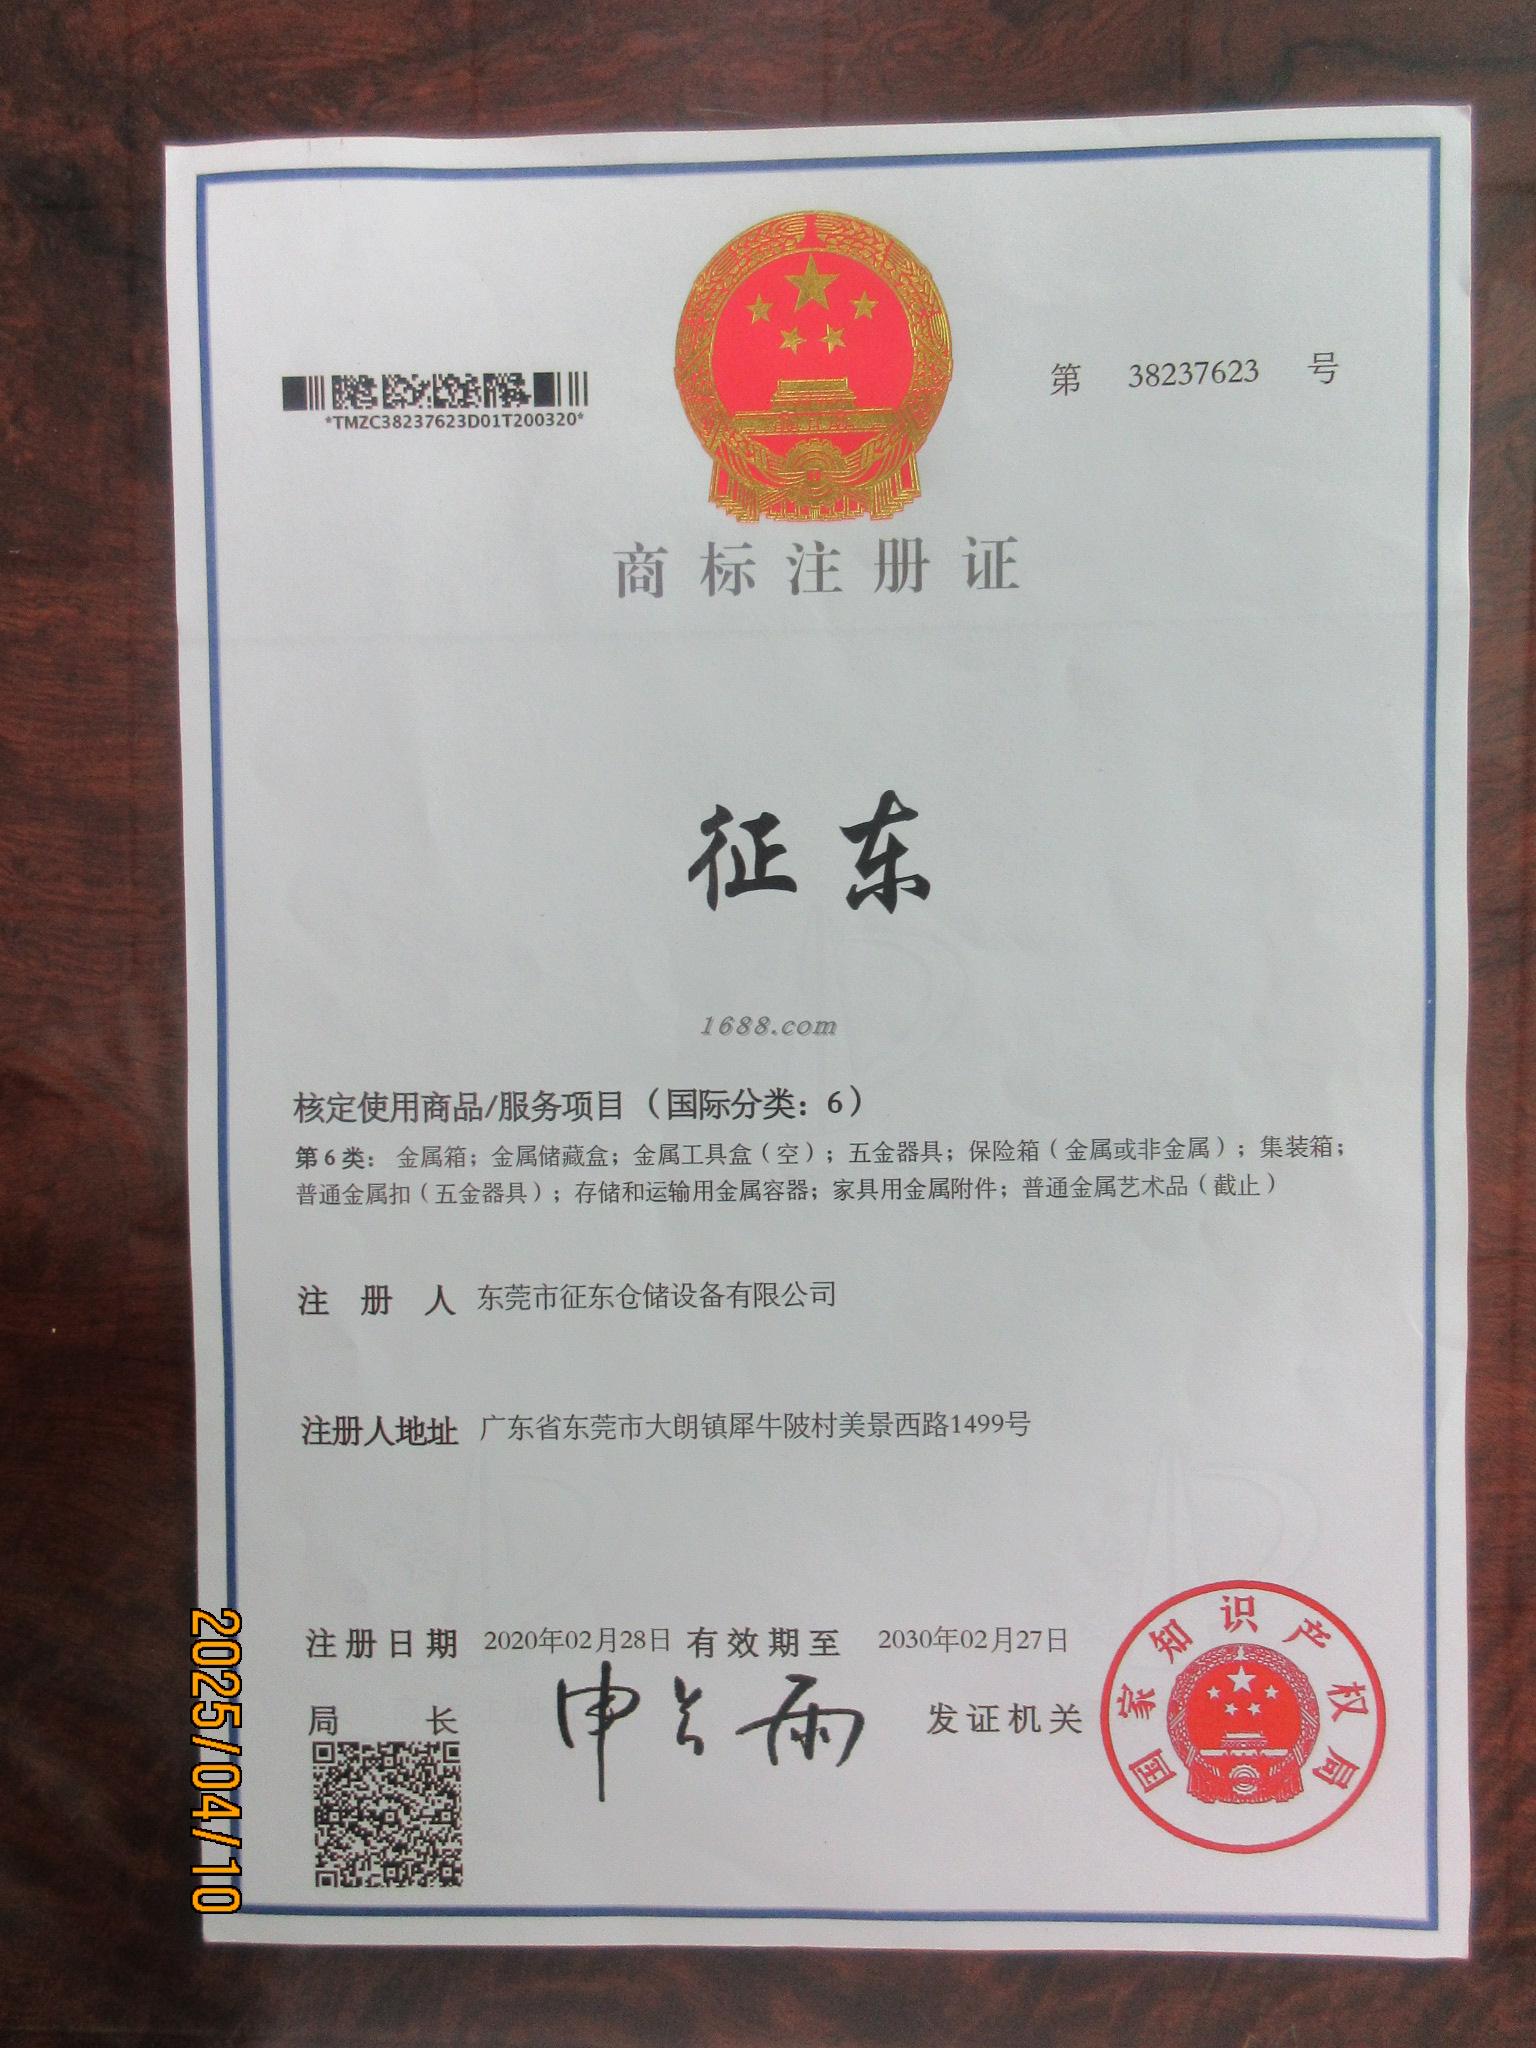 第 38237623 号
*TMZC38237623D01T200320*
商标注册证
征东
1688.com
核定使用商品/服务项目（国际分类：6）
第6类：金属箱；金属储藏盒；金属工具盒（空）；五金器具；保险箱（金属或非金属）；集装箱；
普通金属扣（五金器具）；存储和运输用金属容器；家具用金属附件；普通金属艺术品（截止）
注册人 东莞市征东仓储设备有限公司
注册人地址 广东省东莞市大朗镇犀牛陂村美景西路1499号
注册日期 2020年02月28日 有效期至 2030年02月27日
局长 申长雨 发证机关
国家知识产权局
2025/04/10